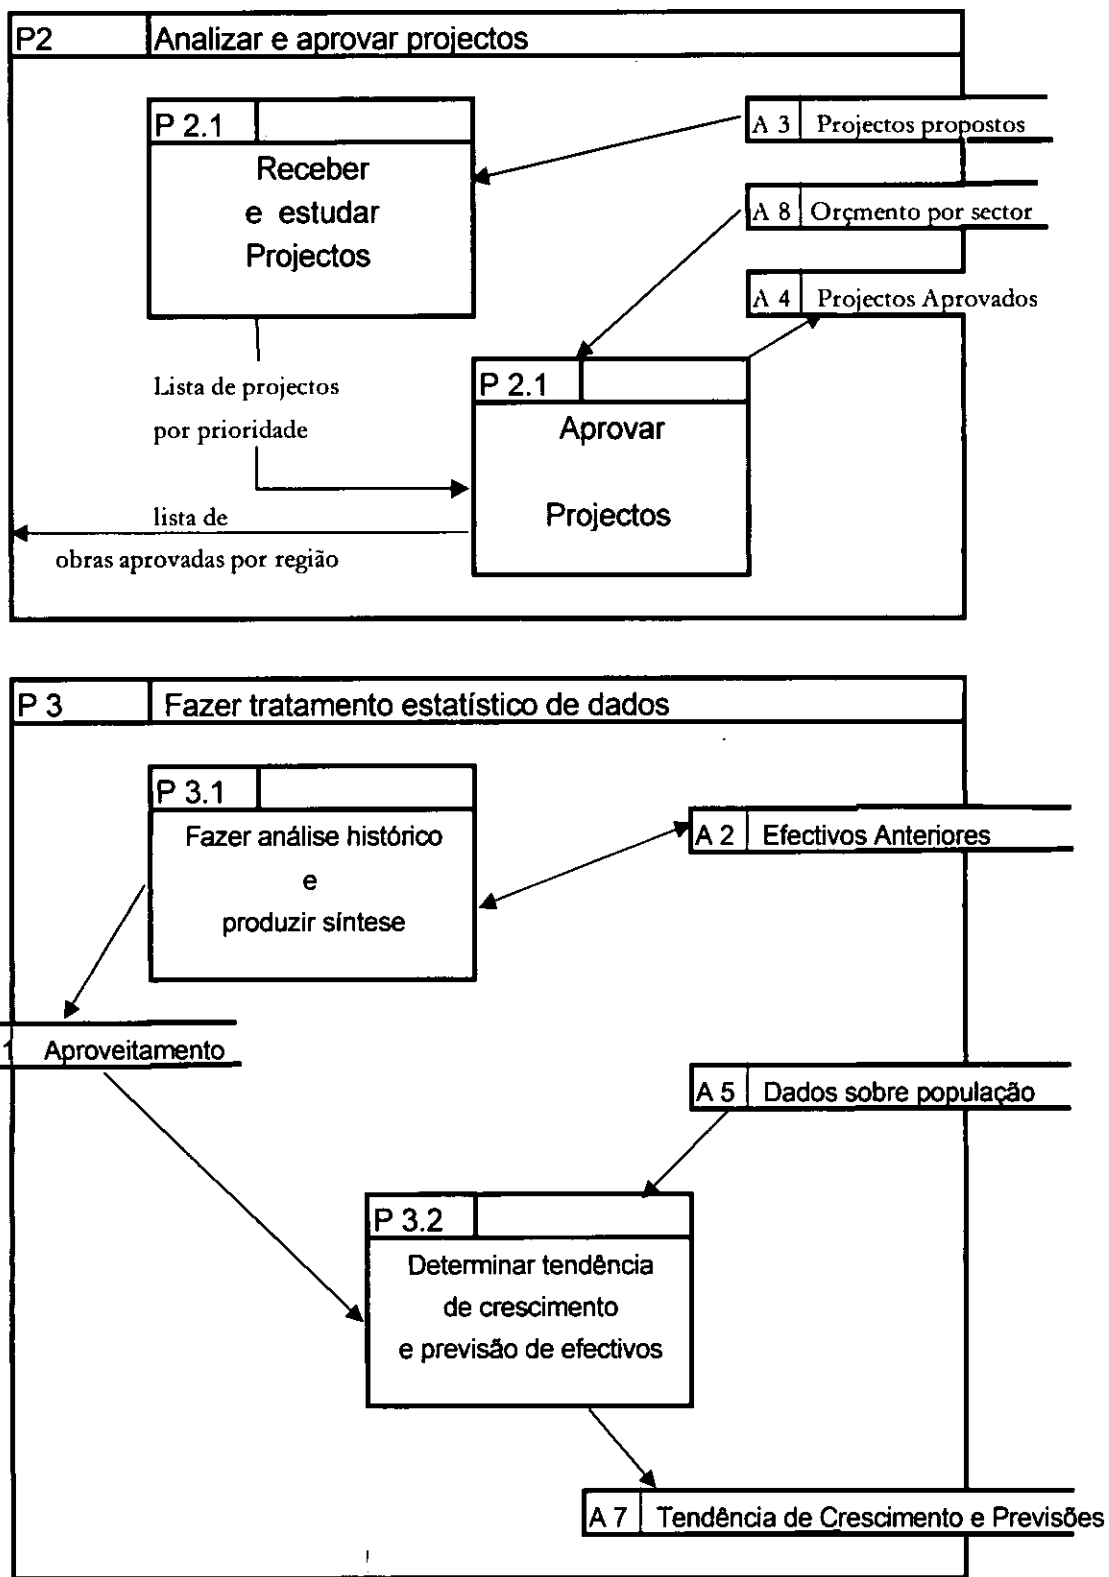 P2 Analizar e aprovar projectos
P 2.1
Receber
e estudar
Projectos
A 3 Projectos propostos
A 8 Orçmento por sector
A 4 Projectos Aprovados
Lista de projectos
por prioridade
P 2.1
Aprovar
Projectos
lista de
obras aprovadas por região
P 3 Fazer tratamento estatístico de dados
P 3.1
Fazer análise histórico
e
produzir síntese
A 2 Efectivos Anteriores
1 Aproveitamento
A 5 Dados sobre população
P 3.2
Determinar tendência
de crescimento
e previsão de efectivos
A 7 Tendência de Crescimento e Previsões